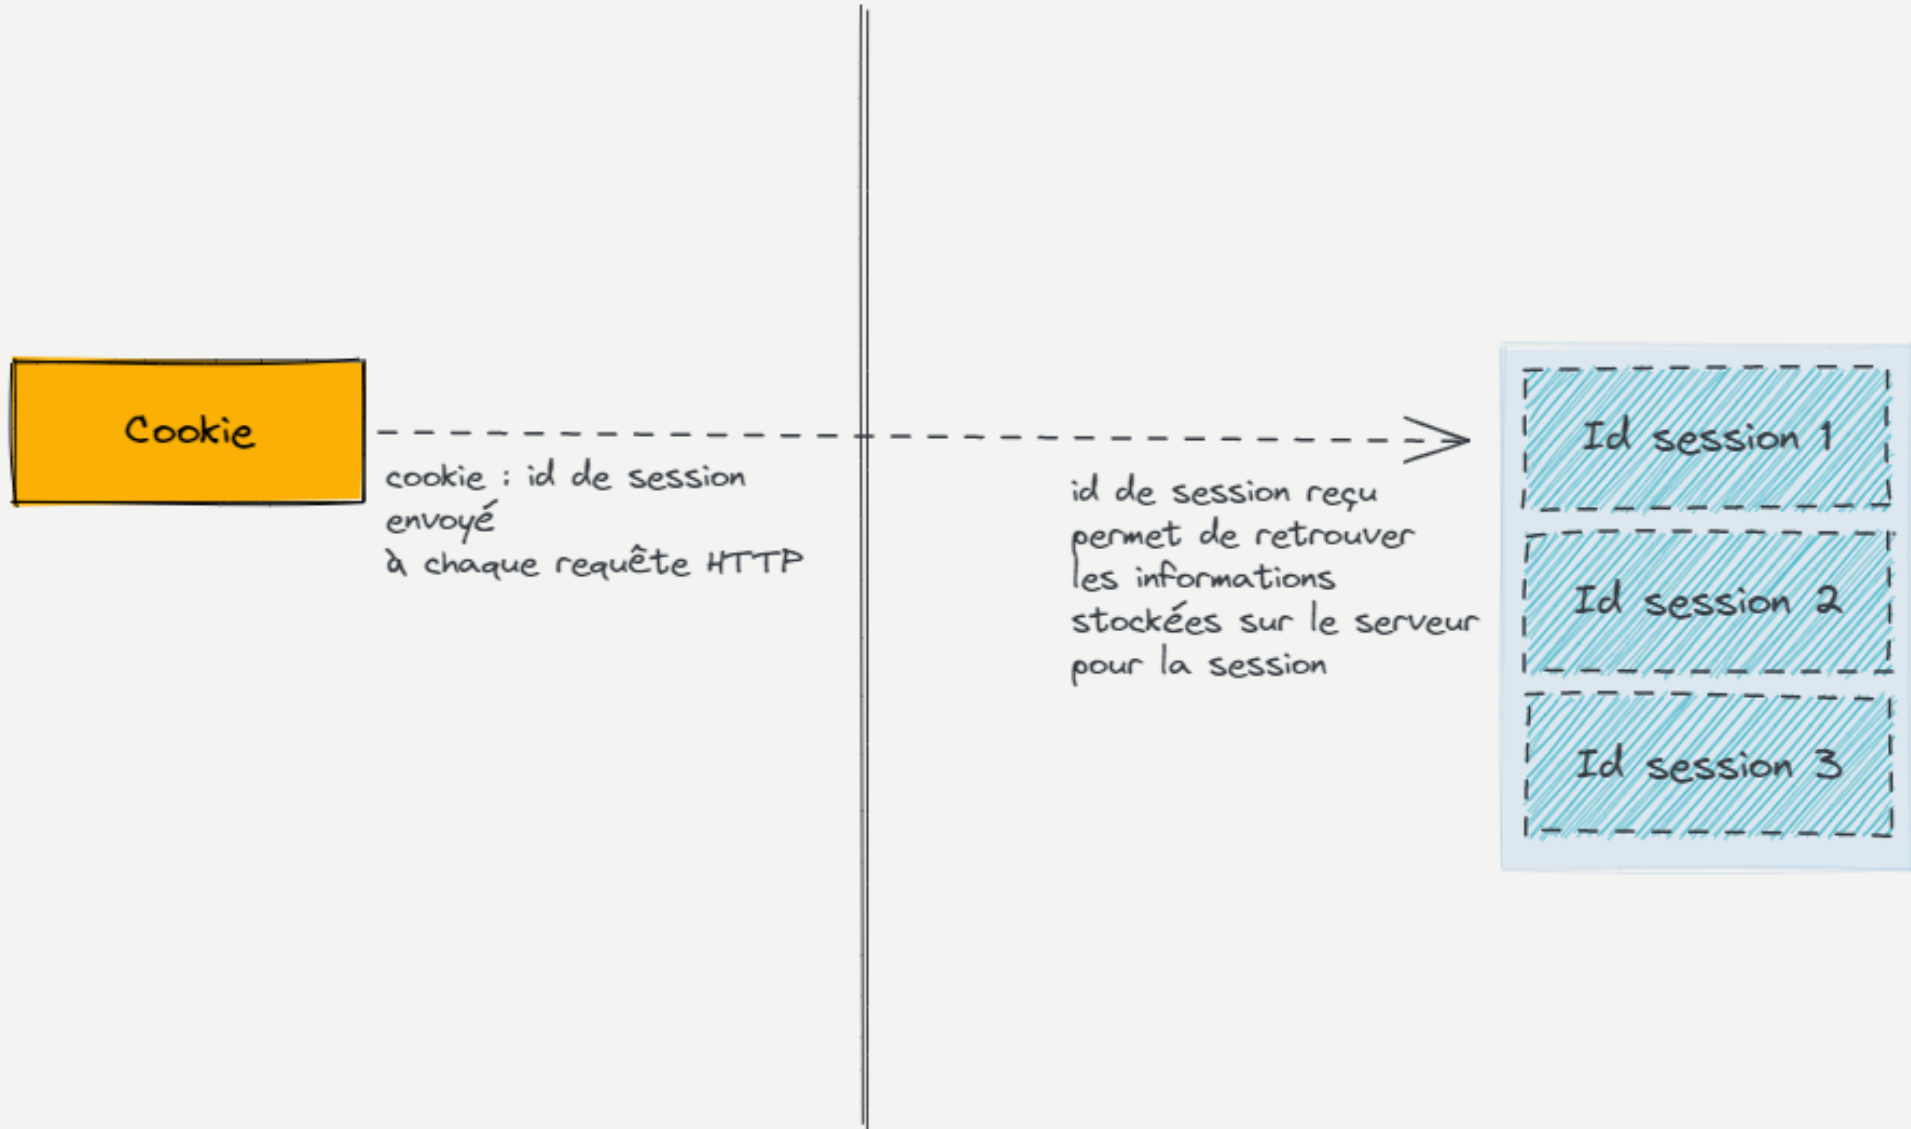 Cookie
cookie : id de session
envoyé
à chaque requête HTTP
id de session reçu
permet de retrouver
les informations
stockées sur le serveur
pour la session
Id session 1
Id session 2
Id session 3